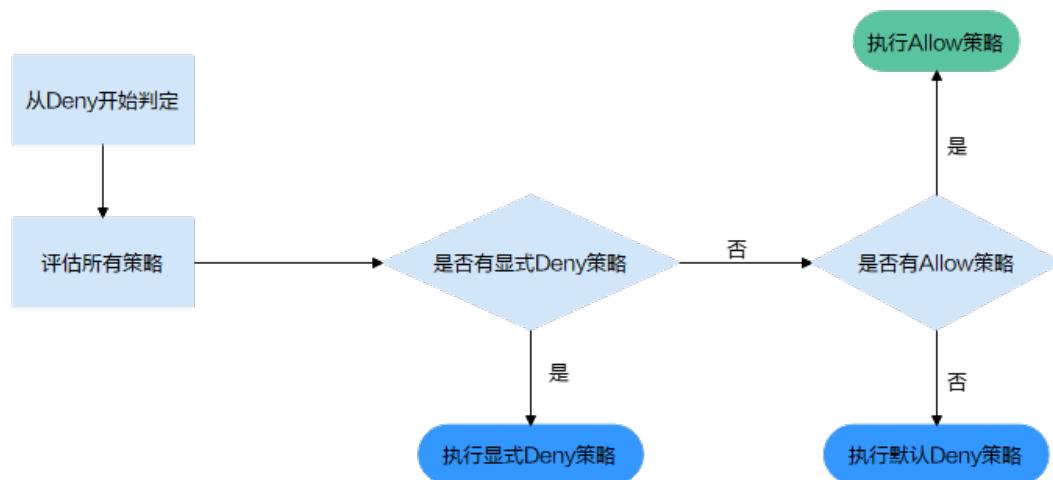 执行Allow策略
从Deny开始判定
是
评估所有策略
是否有显式Deny策略
否
是否有Allow策略
是
否
执行显式Deny策略
执行默认Deny策略